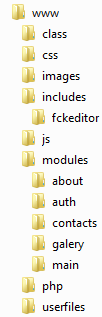 www
class
css
images
includes
fckeditor
js
modules
about
auth
contacts
galery
main
php
userfiles